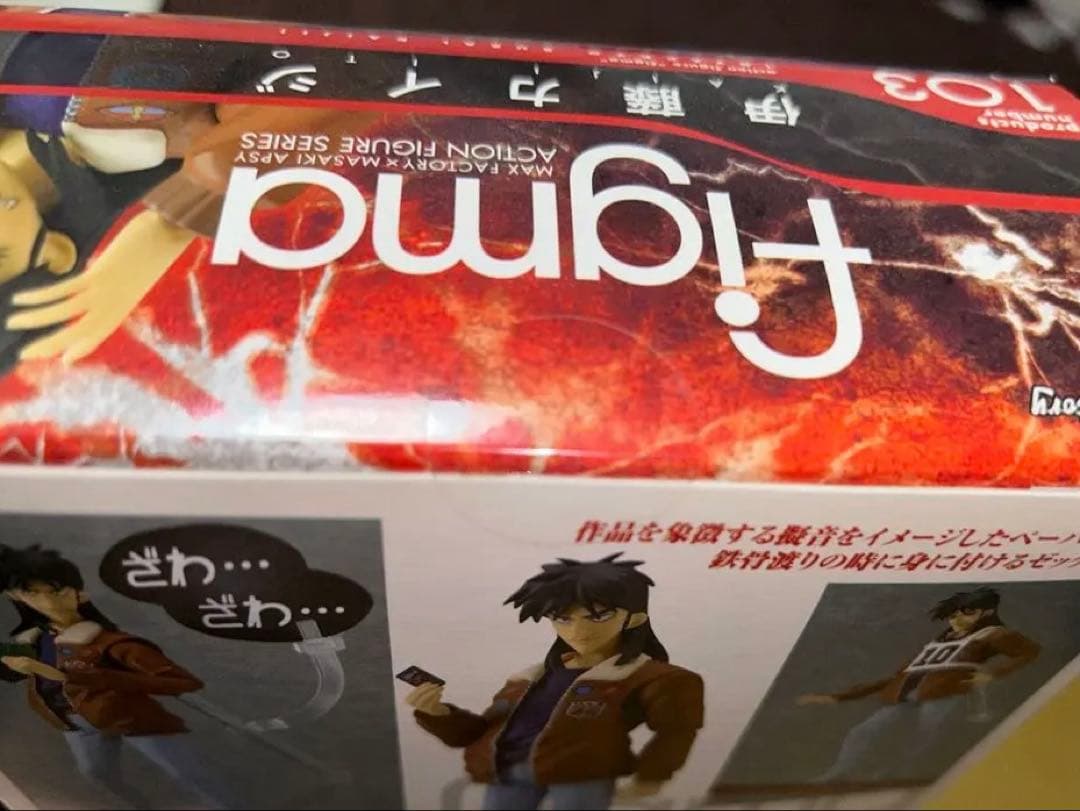 products
number
103
伊藤カイジ
ITO
figma
MAX FACTORY × MASAKI APSY
ACTION FIGURE SERIES
作品を象徴する擬音をイメージしたペーパ
鉄骨渡りの時に身に付けるゼッ
ざわ…
ざわ…
10